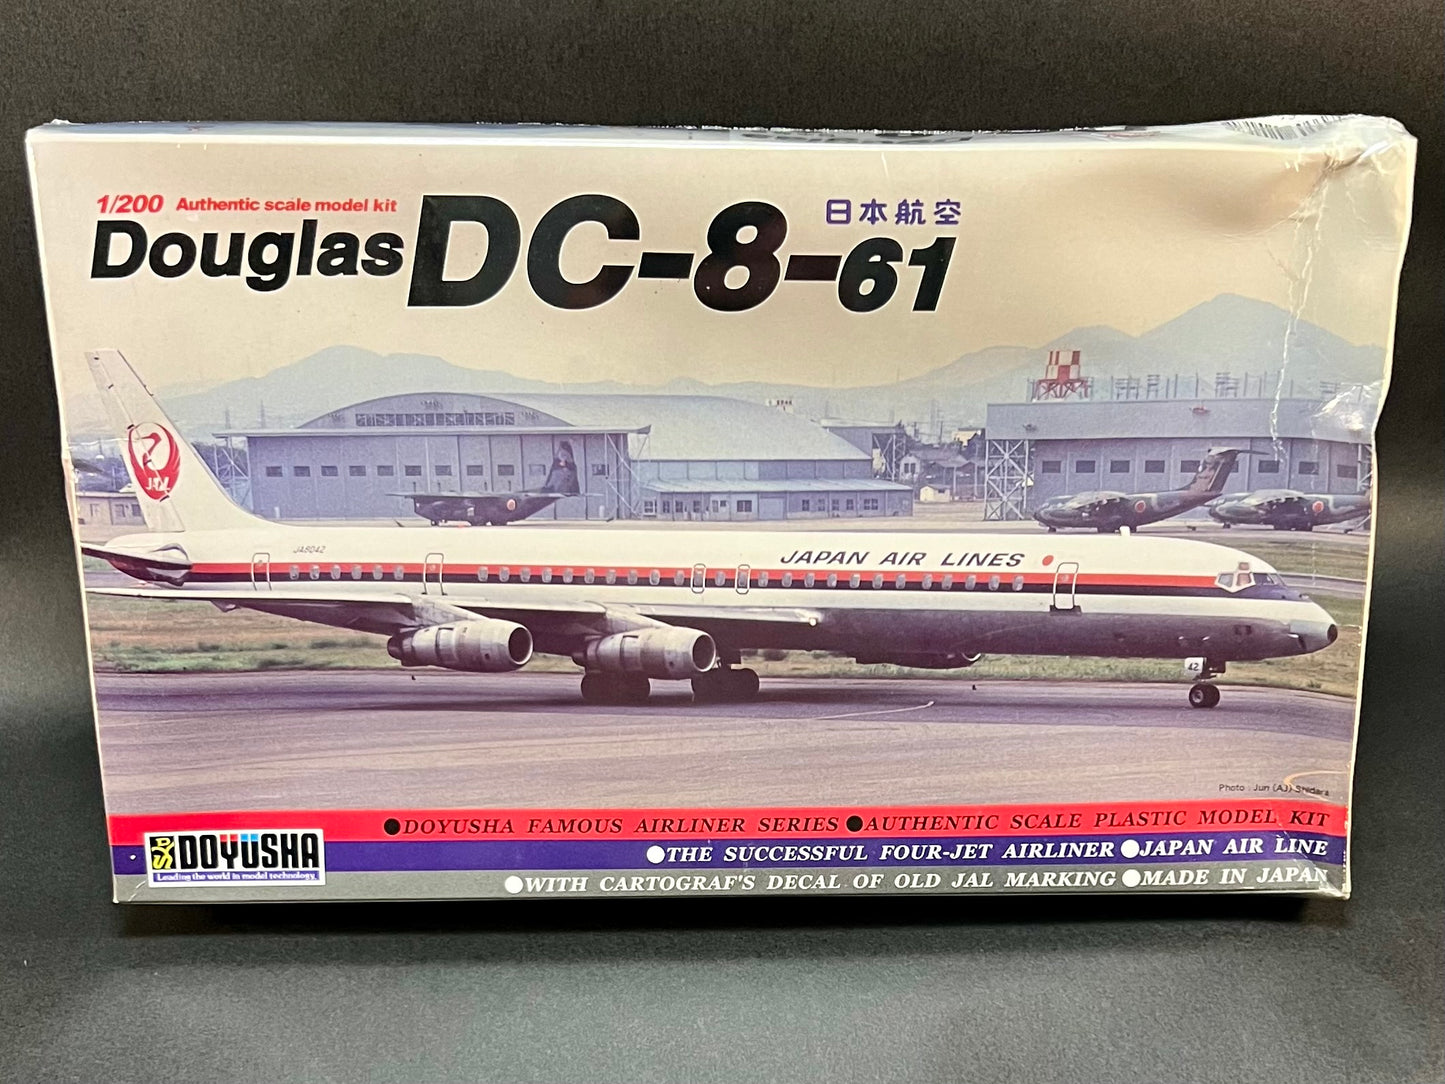 1/200 Authentic scale model kit
日本航空
Douglas DC-8-61
JAL
JA8042
JAPAN AIR LINES
42
Photo : Jun (AJ) Shidara
●DOYUSHA FAMOUS AIRLINER SERIES ●AUTHENTIC SCALE PLASTIC MODEL KIT
DOYUSHA
Leading the world in model technology.
●THE SUCCESSFUL FOUR-JET AIRLINER ●JAPAN AIR LINE
●WITH CARTOGRAF'S DECAL OF OLD JAL MARKING ●MADE IN JAPAN